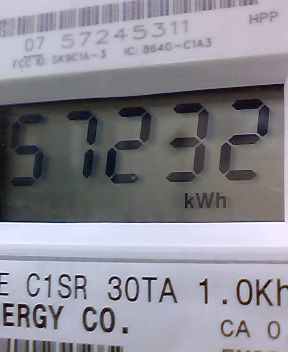 HPP
07 57245311
FCC ID: SK9C1A-3 IC: 864G-C1A3
57232
kWh
E C1SR 30TA 1.0Kh
ERGY CO.
CA 0